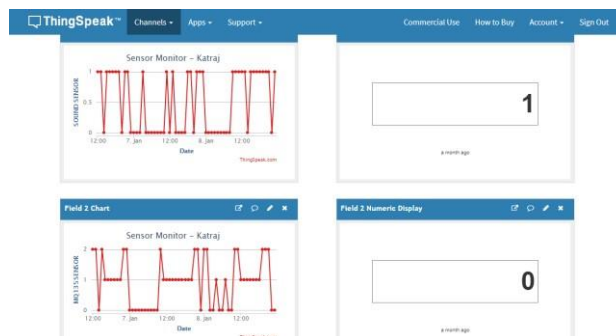 ThingSpeak™ Channels Apps Support Commercial Use How to Buy Account Sign Out
Sensor Monitor - Katraj
SOUND SENSOR
1
0.5
0
12:00 7. Jan 12:00 8. Jan 12:00
Date
ThingSpeak.com
1
a month ago
Field 2 Chart
Sensor Monitor - Katraj
MQ135 SENSOR
2
1
0
12:00 7. Jan 12:00 8. Jan 12:00
Date
Field 2 Numeric Display
0
a month ago